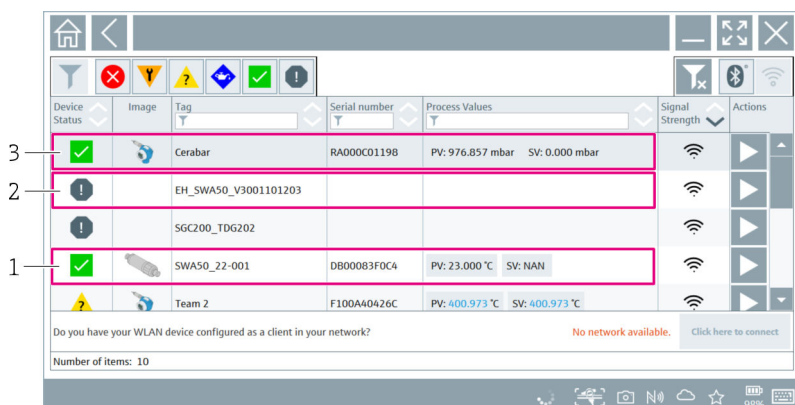 Device Status
Image
Tag
Serial number
Process Values
Signal Strength
Actions
3
Cerabar
RA000C01198
PV: 976.857 mbar SV: 0.000 mbar
2
EH_SWA50_V3001101203
SGC200_TDG202
1
SWA50_22-001
DB00083F0C4
PV: 23.000 °C SV: NAN
Team 2
F100A40426C
PV: 400.973 °C SV: 400.973 °C
Do you have your WLAN device configured as a client in your network?
No network available.
Click here to connect
Number of items: 10
98%